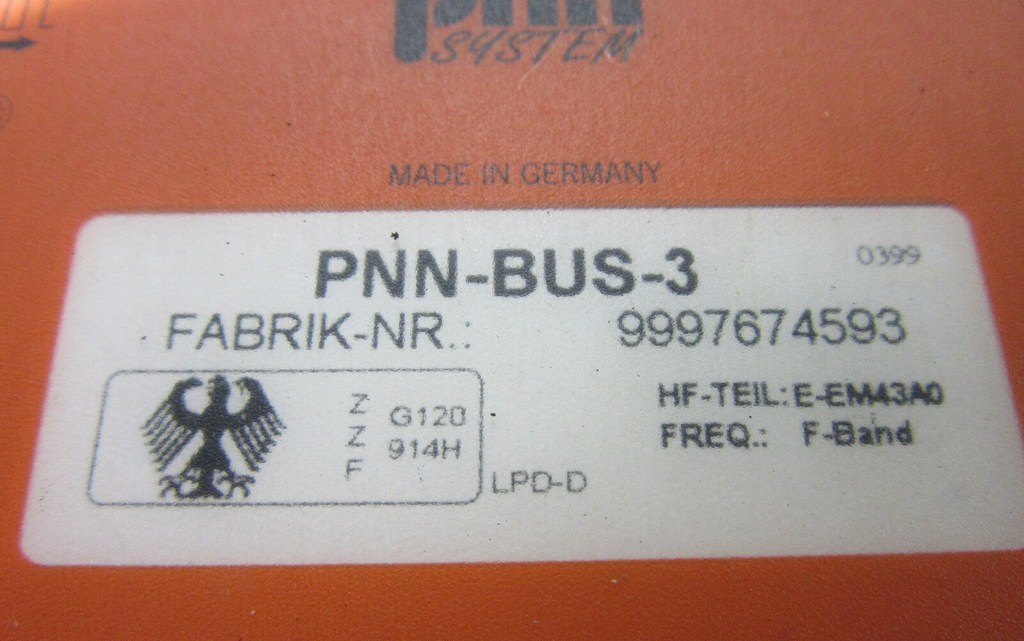 pnn
SYSTEM
MADE IN GERMANY
PNN-BUS-3
0399
FABRIK-NR.: 9997674593
HF-TEIL: E-EM43A0
FREQ.: F-Band
Z G120
Z 914H
F
LPD-D